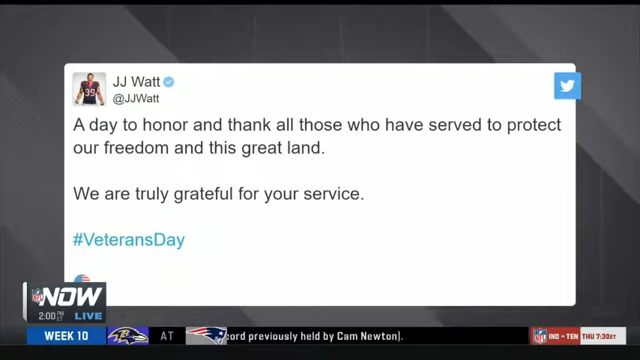 JJ Watt
@JJWatt
A day to honor and thank all those who have served to protect
our freedom and this great land.
We are truly grateful for your service.
#VeteransDay
NFL
NOW
2:00 PM ET
LIVE
WEEK 10
AT
ecord previously held by Cam Newton).
NFL
IND - TEN THU 7:30ET